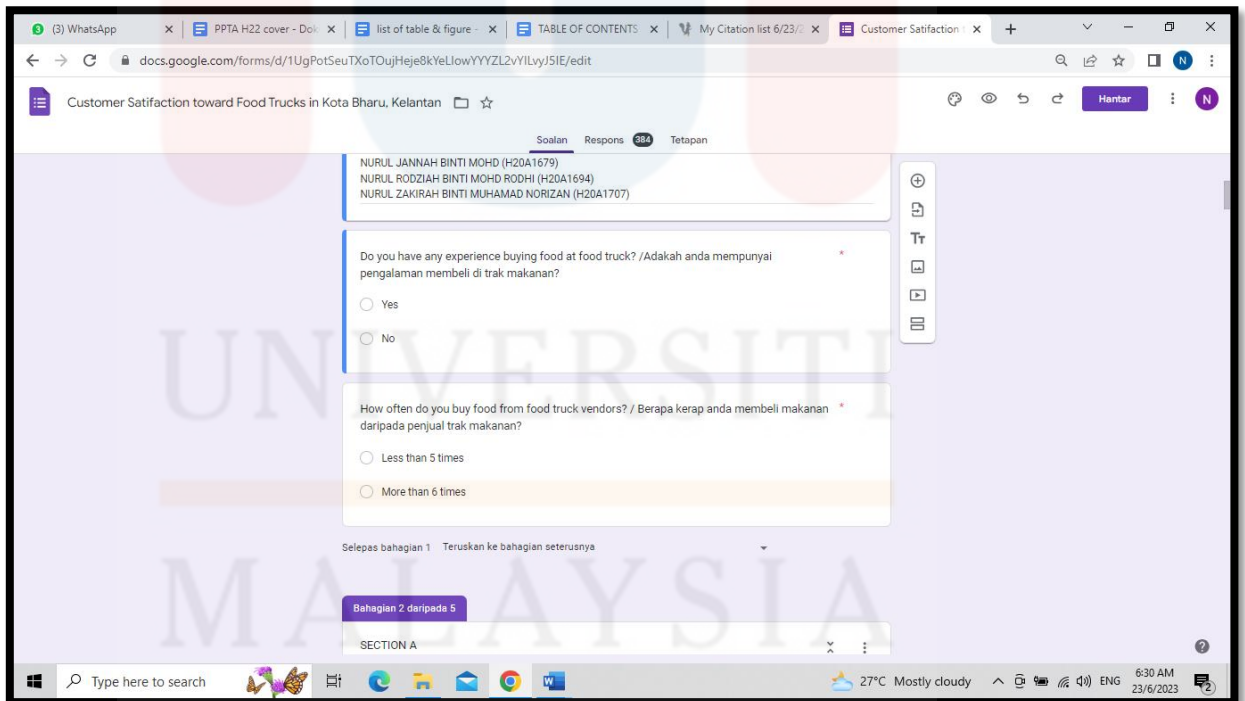 (3) WhatsApp
PPTA H22 cover - Dok
list of table & figure -
TABLE OF CONTENTS
My Citation list 6/23/2
Customer Satifaction
docs.google.com/forms/d/1UgPotSeuTXoTOujHeje8kYeLIowYYYZL2vYILvyJ5IE/edit
N
Customer Satifaction toward Food Trucks in Kota Bharu, Kelantan
Hantar
N
Soalan Respons 384 Tetapan
NURUL JANNAH BINTI MOHD (H20A1679)
NURUL RODZIAH BINTI MOHD RODHI (H20A1694)
NURUL ZAKIRAH BINTI MUHAMAD NORIZAN (H20A1707)
Do you have any experience buying food at food truck? /Adakah anda mempunyai *
pengalaman membeli di trak makanan?
Yes
No
How often do you buy food from food truck vendors? / Berapa kerap anda membeli makanan *
daripada penjual trak makanan?
Less than 5 times
More than 6 times
Selepas bahagian 1 Teruskan ke bahagian seterusnya
Bahagian 2 daripada 5
SECTION A
UNIVERSITI
MALAYSIA
Type here to search
27°C Mostly cloudy
ENG
6:30 AM
23/6/2023
2